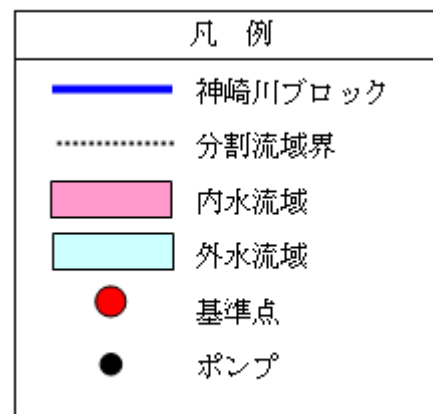 凡 例
神崎川ブロック
分割流域界
内水流域
外水流域
基準点
ポンプ